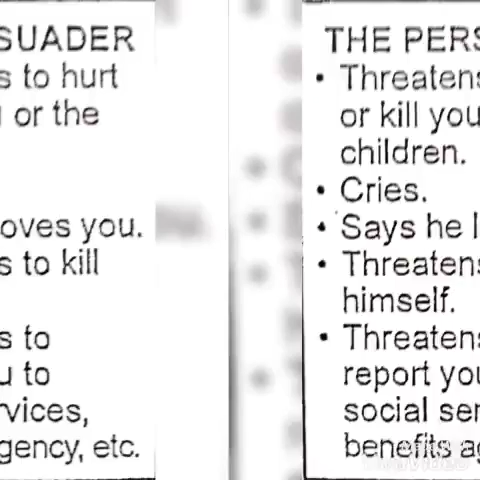 SUADER
s to hurt
or the
oves you.
s to kill
s to
u to
rvices,
gency, etc.
THE PERS
• Threatens
or kill you
children.
• Cries.
• Says he l
• Threatens
himself.
• Threatens
report you
social ser
benefits ag